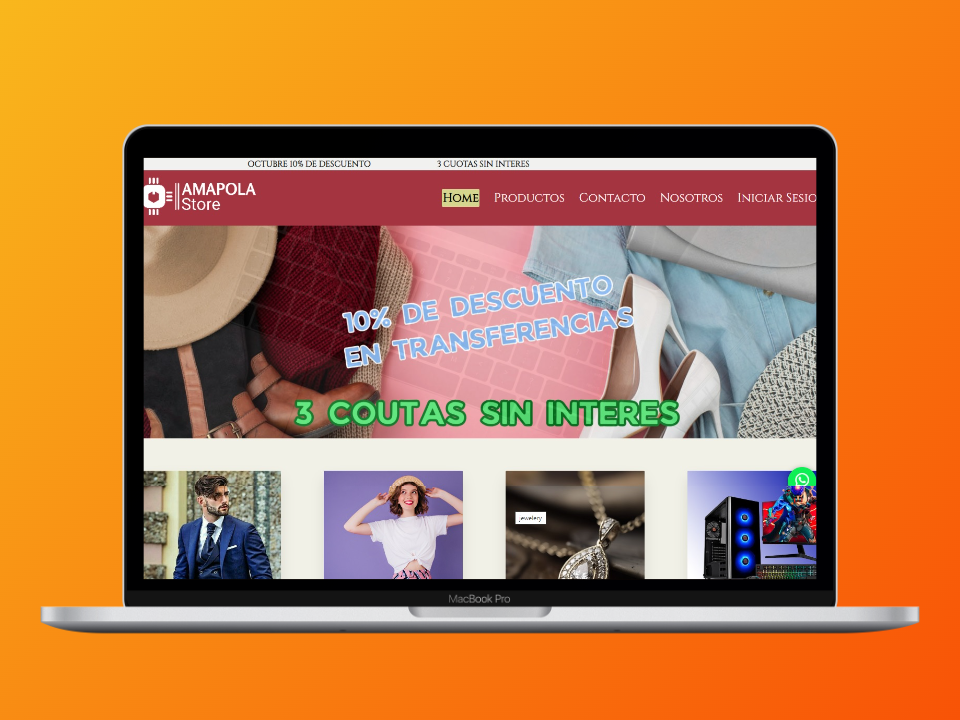 OCTUBRE 10% DE DESCUENTO 3 CUOTAS SIN INTERES
AMAPOLA
Store
HOME PRODUCTOS CONTACTO NOSOTROS INICIAR SESIO
10% DE DESCUENTO
EN TRANSFERENCIAS
3 COUTAS SIN INTERES
jewelery
MacBook Pro